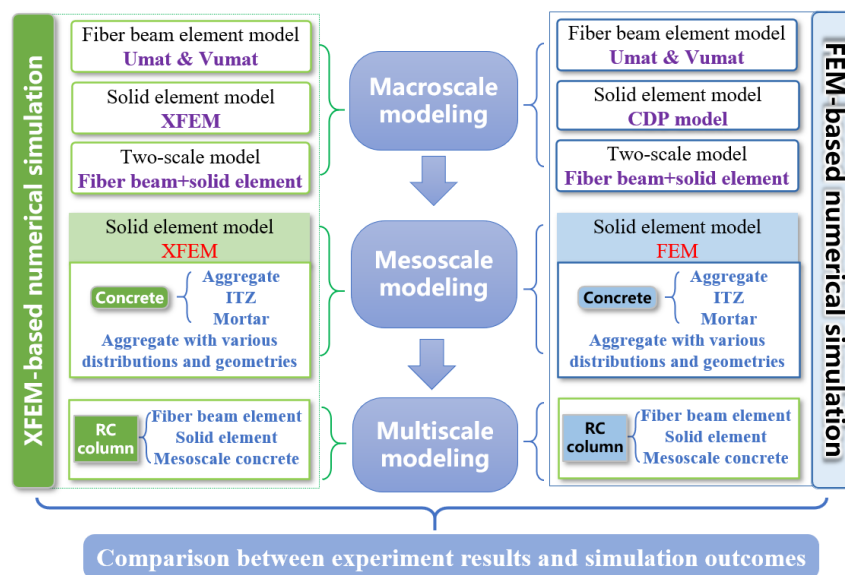 XFEM-based numerical simulation
Fiber beam element model
Umat & Vumat
Solid element model
XFEM
Two-scale model
Fiber beam+solid element
Solid element model
XFEM
Concrete
Aggregate
ITZ
Mortar
Aggregate with various
distributions and geometries
RC
column
Fiber beam element
Solid element
Mesoscale concrete
Macroscale
modeling
Mesoscale
modeling
Multiscale
modeling
Fiber beam element model
Umat & Vumat
Solid element model
CDP model
Two-scale model
Fiber beam+solid element
Solid element model
FEM
Concrete
Aggregate
ITZ
Mortar
Aggregate with various
distributions and geometries
RC
column
Fiber beam element
Solid element
Mesoscale concrete
FEM-based numerical simulation
Comparison between experiment results and simulation outcomes